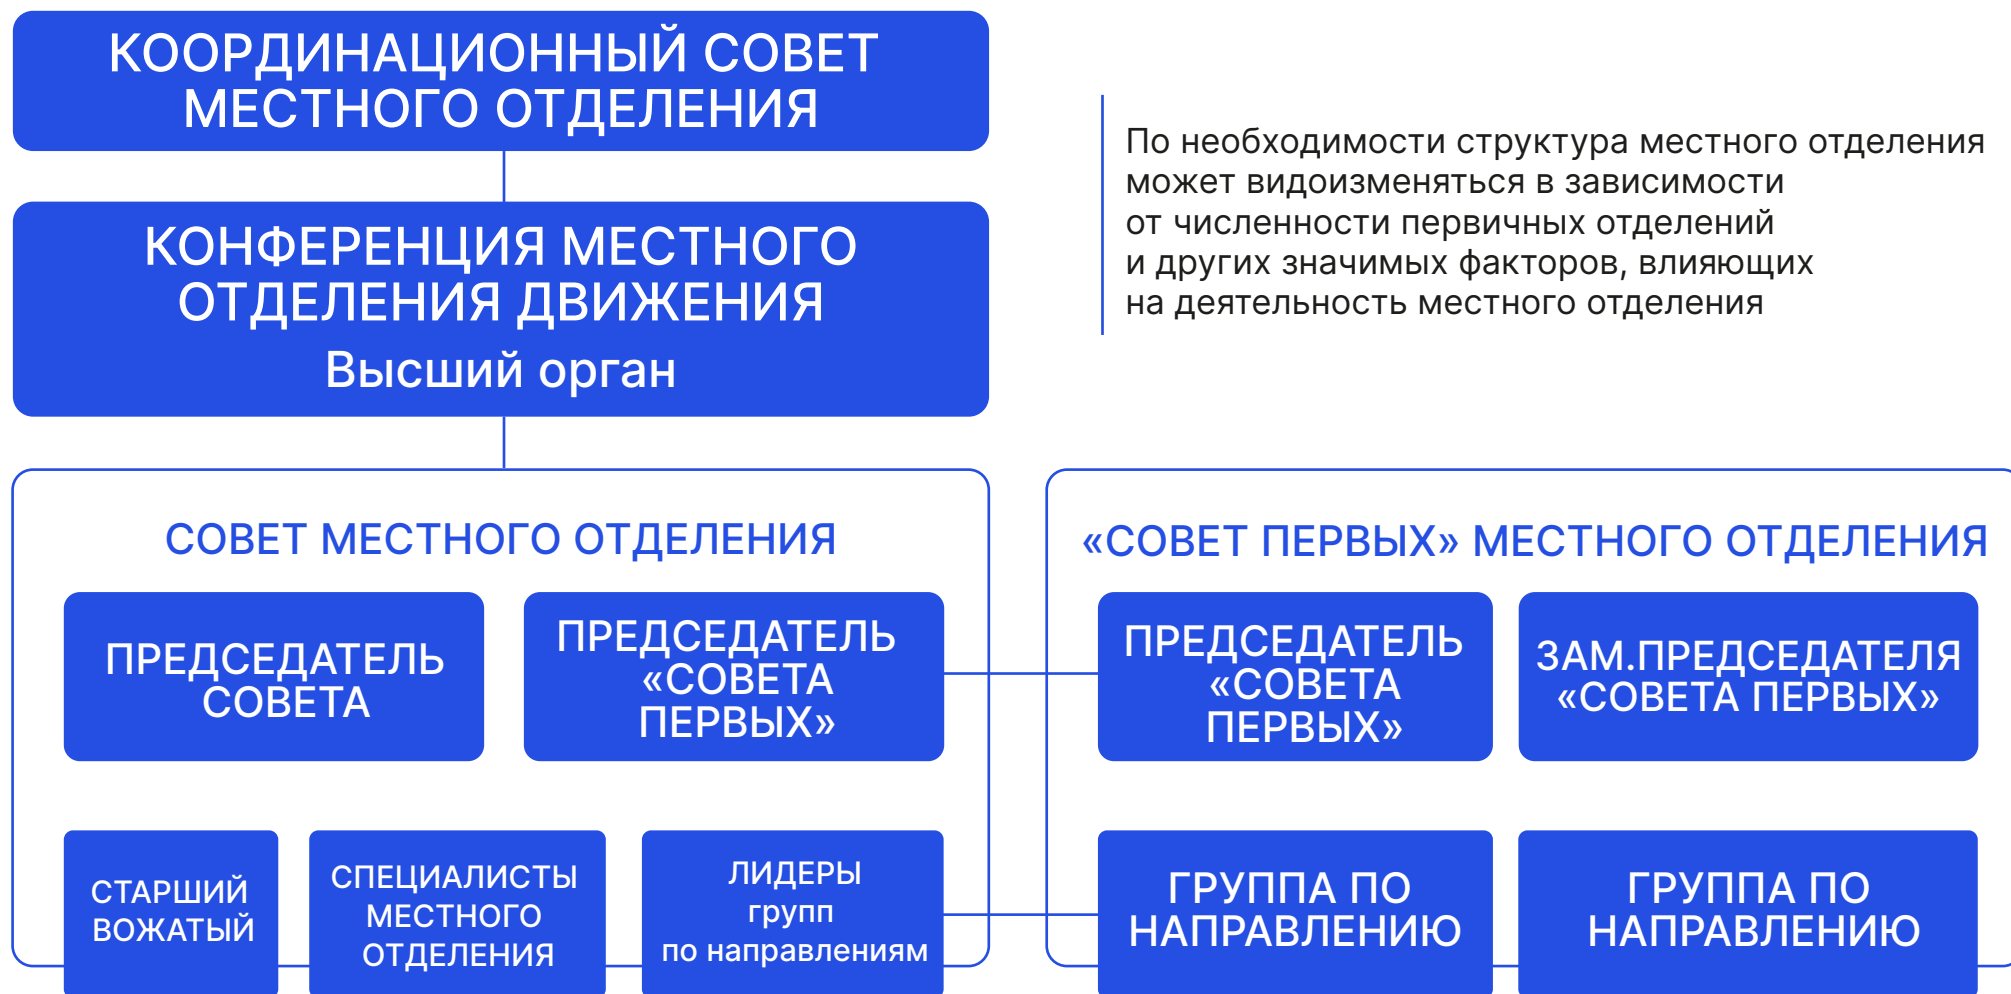 КООРДИНАЦИОННЫЙ СОВЕТ
МЕСТНОГО ОТДЕЛЕНИЯ
КОНФЕРЕНЦИЯ МЕСТНОГО
ОТДЕЛЕНИЯ ДВИЖЕНИЯ
Высший орган
По необходимости структура местного отделения
может видоизменяться в зависимости
от численности первичных отделений
и других значимых факторов, влияющих
на деятельность местного отделения
СОВЕТ МЕСТНОГО ОТДЕЛЕНИЯ
ПРЕДСЕДАТЕЛЬ
СОВЕТА
ПРЕДСЕДАТЕЛЬ
«СОВЕТА
ПЕРВЫХ»
СТАРШИЙ
ВОЖАТЫЙ
СПЕЦИАЛИСТЫ
МЕСТНОГО
ОТДЕЛЕНИЯ
ЛИДЕРЫ
групп
по направлениям
«СОВЕТ ПЕРВЫХ» МЕСТНОГО ОТДЕЛЕНИЯ
ПРЕДСЕДАТЕЛЬ
«СОВЕТА
ПЕРВЫХ»
ЗАМ.ПРЕДСЕДАТЕЛЯ
«СОВЕТА ПЕРВЫХ»
ГРУППА ПО
НАПРАВЛЕНИЮ
ГРУППА ПО
НАПРАВЛЕНИЮ